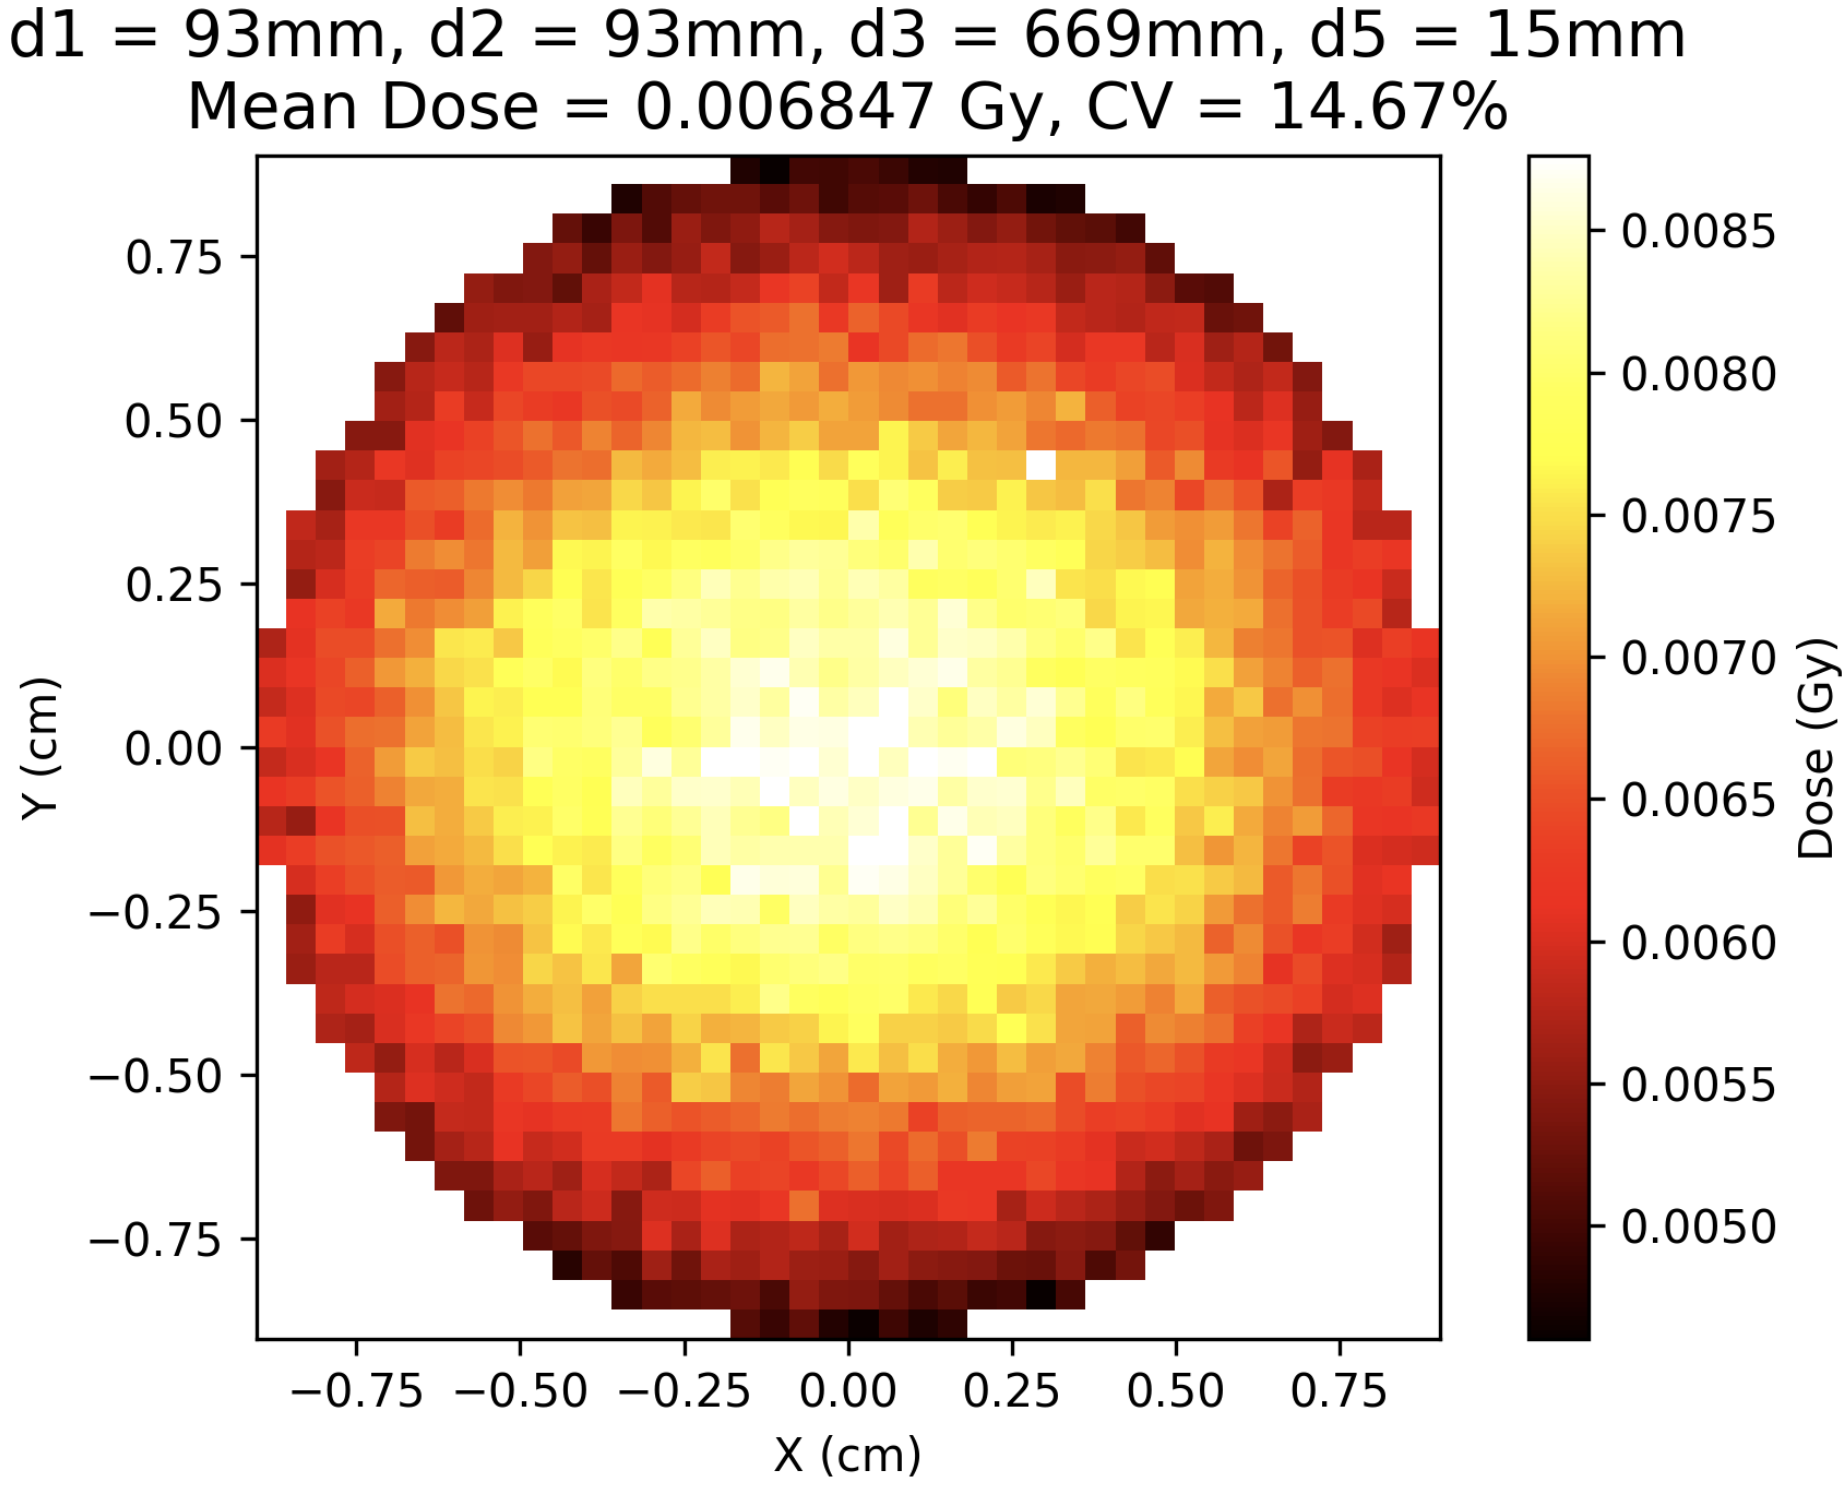 d1 = 93mm, d2 = 93mm, d3 = 669mm, d5 = 15mm
Mean Dose = 0.006847 Gy, CV = 14.67%
0.75
0.50
0.25
0.00
−0.25
−0.50
−0.75
Y (cm)
−0.75 −0.50 −0.25 0.00 0.25 0.50 0.75
X (cm)
0.0085
0.0080
0.0075
0.0070
0.0065
0.0060
0.0055
0.0050
Dose (Gy)